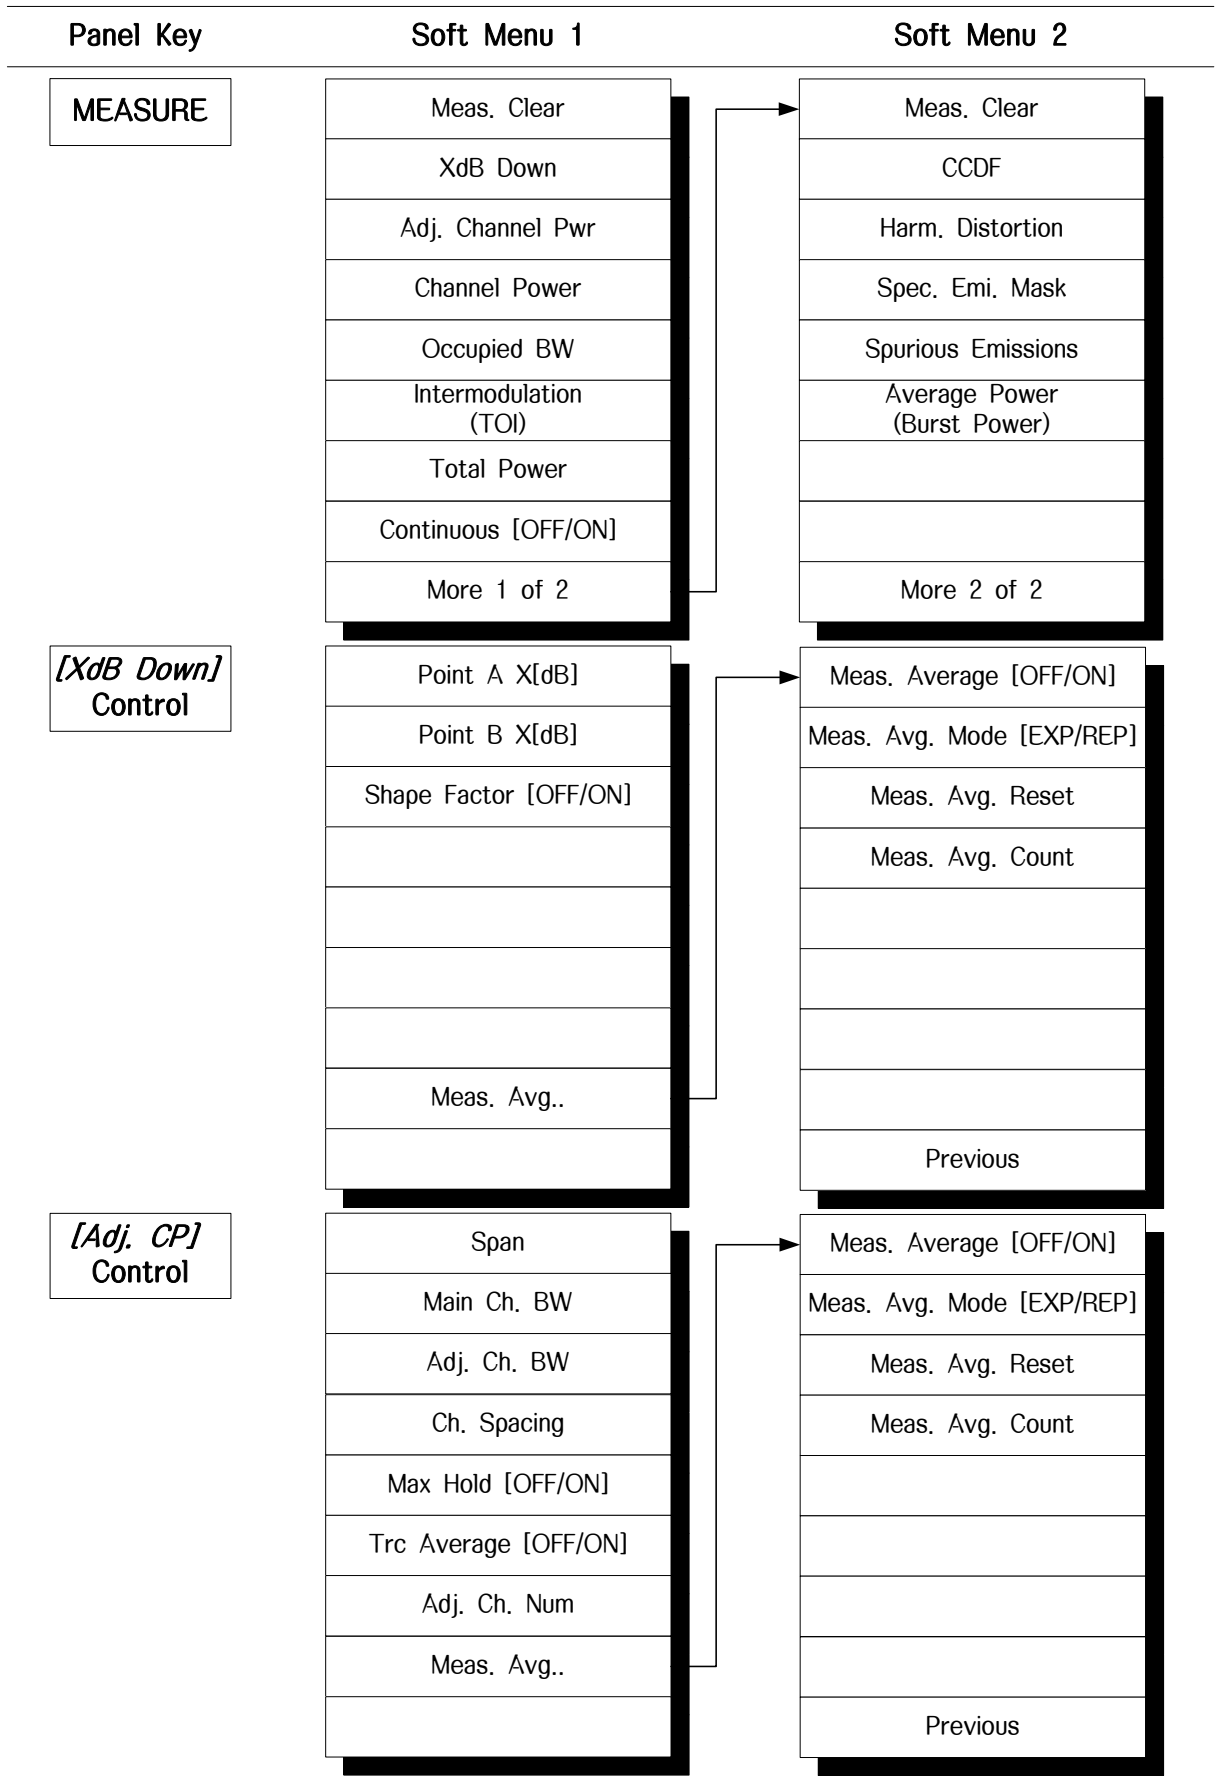 Panel Key
Soft Menu 1
Soft Menu 2
MEASURE
Meas. Clear
XdB Down
Adj. Channel Pwr
Channel Power
Occupied BW
Intermodulation
(TOI)
Total Power
Continuous [OFF/ON]
More 1 of 2
Meas. Clear
CCDF
Harm. Distortion
Spec. Emi. Mask
Spurious Emissions
Average Power
(Burst Power)
More 2 of 2
[XdB Down]
Control
Point A X[dB]
Point B X[dB]
Shape Factor [OFF/ON]
Meas. Avg..
Meas. Average [OFF/ON]
Meas. Avg. Mode [EXP/REP]
Meas. Avg. Reset
Meas. Avg. Count
Previous
[Adj. CP]
Control
Span
Main Ch. BW
Adj. Ch. BW
Ch. Spacing
Max Hold [OFF/ON]
Trc Average [OFF/ON]
Adj. Ch. Num
Meas. Avg..
Meas. Average [OFF/ON]
Meas. Avg. Mode [EXP/REP]
Meas. Avg. Reset
Meas. Avg. Count
Previous